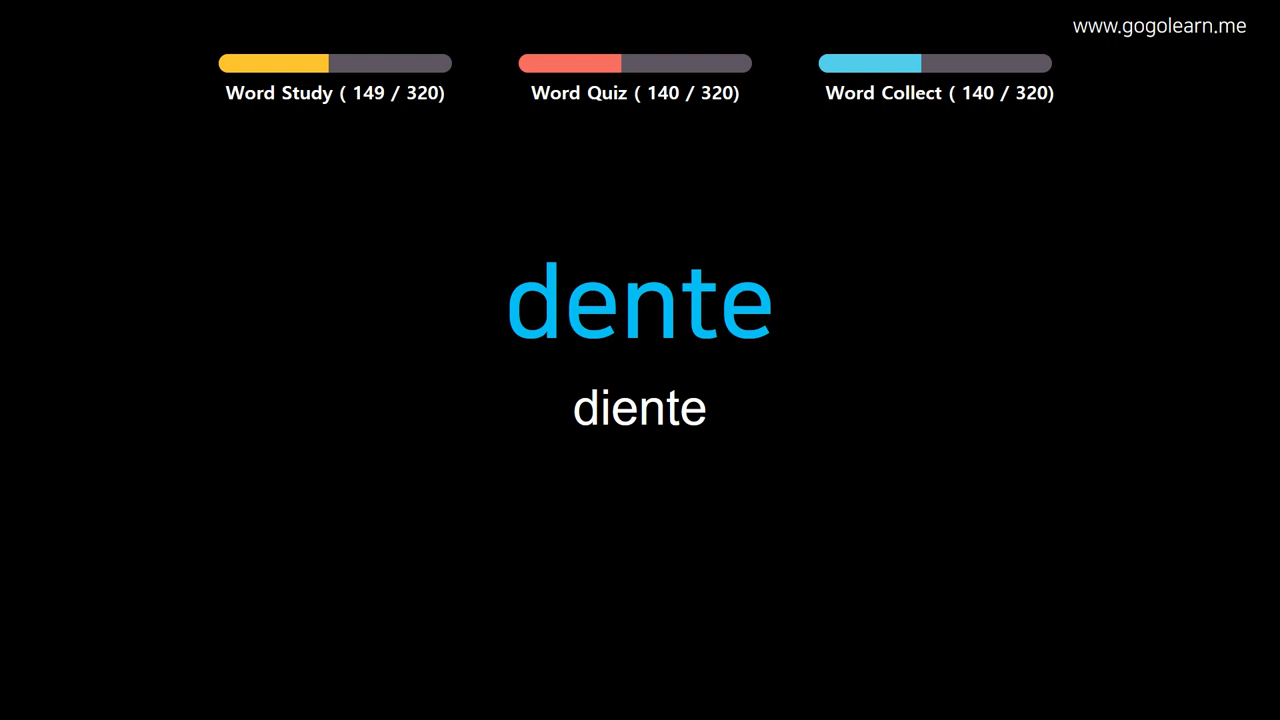 www.gogolearn.me
Word Study ( 149 / 320)
Word Quiz ( 140 / 320)
Word Collect ( 140 / 320)
dente
diente